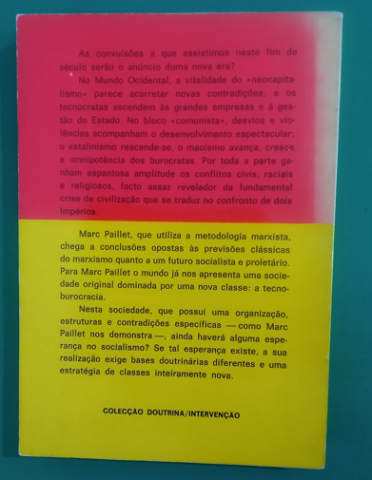 As convulsões a que assistimos neste fim de
século serão o anúncio duma nova era?
No Mundo Ocidental, a vitalidade do «neocapita-
lismo» parece acarretar novas contradições; a os
tecnocratas ascendem às grandes empresas e à ges-
tão do Estado. No bloco «comunista», desvios e vio-
lências acompanham o desenvolvimento espectacular:
o estalinismo reacende-se, o maoismo avança, cresce
a omnipotência dos burocratas. Por toda a parte ga-
nham espantosa amplitude os conflitos civis, raciais
e religiosos, facto assaz revelador da fundamental
crise de civilização que se traduz no confronto de dois
Impérios.
Marc Paillet, que utiliza a metodologia marxista,
chega a conclusões opostas às previsões clássicas
do marxismo quanto a um futuro socialista e proletário.
Para Marc Paillet o mundo já nos apresenta uma socie-
dade original dominada por uma nova classe: a tecno-
burocracia.
Nesta sociedade, que possui uma organização,
estruturas e contradições específicas — como Marc
Paillet nos demonstra —, ainda haverá alguma espe-
rança no socialismo? Se tal esperança existe, a sua
realização exige bases doutrinárias diferentes e uma
estratégia de classes inteiramente nova.
COLECÇÃO DOUTRINA/INTERVENÇÃO